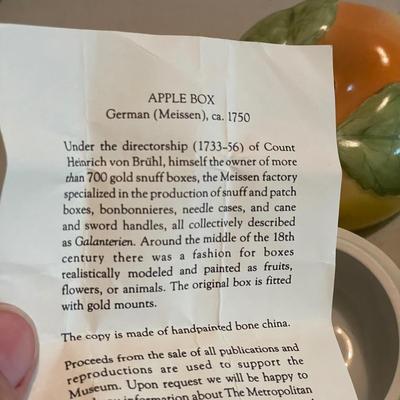 APPLE BOX
German (Meissen), ca. 1750
Under the directorship (1733-56) of Count
Heinrich von Brühl, himself the owner of more
than 700 gold snuff boxes, the Meissen factory
specialized in the production of snuff and patch
boxes, bonbonnieres, needle cases, and cane
and sword handles, all collectively described
as Galanterien. Around the middle of the 18th
century there was a fashion for boxes
realistically modeled and painted as fruits,
flowers, or animals. The original box is fitted
with gold mounts.
The copy is made of handpainted bone china.
Proceeds from the sale of all publications and
reproductions are used to support the
Museum. Upon request we will be happy to
information about The Metropolitan